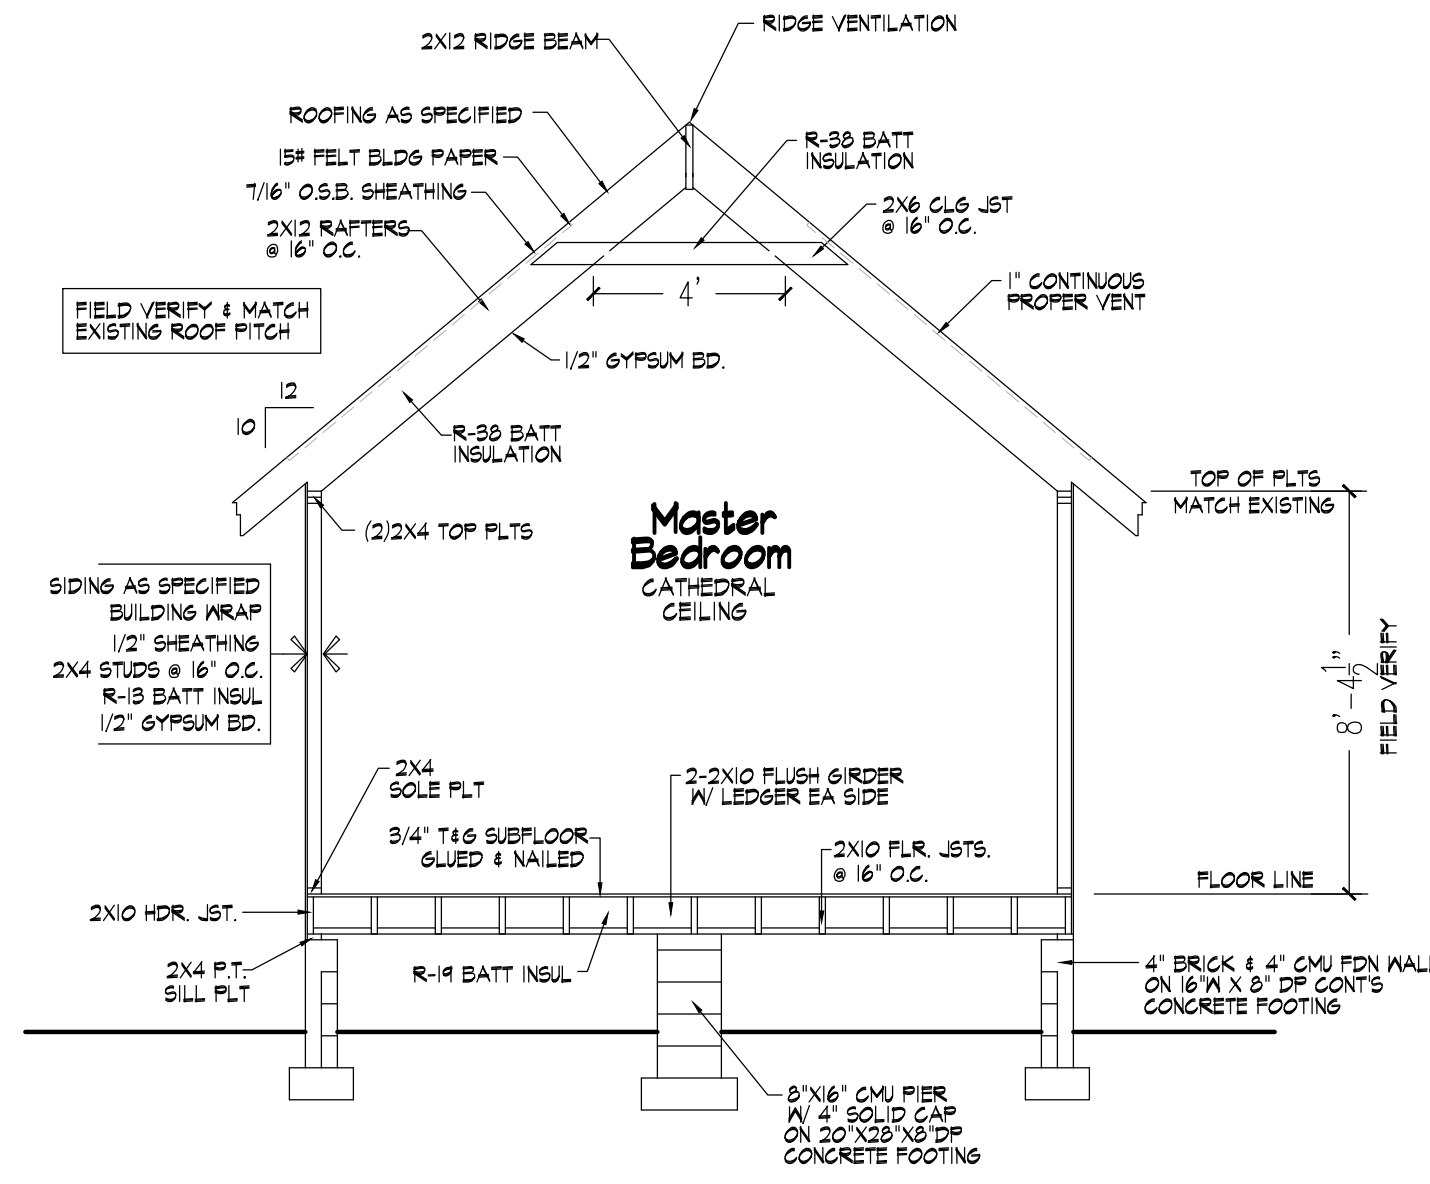 RIDGE VENTILATION
2X12 RIDGE BEAM
ROOFING AS SPECIFIED
R-38 BATT
INSULATION
15# FELT BLDG PAPER
7/16" O.S.B. SHEATHING
2X12 RAFTERS
@ 16" O.C.
2X6 CLG JST
@ 16" O.C.
1" CONTINUOUS
PROPER VENT
4'
FIELD VERIFY & MATCH
EXISTING ROOF PITCH
1/2" GYPSUM BD.
12
10
R-38 BATT
INSULATION
TOP OF PLTS
MATCH EXISTING
(2)2X4 TOP PLTS
Master
Bedroom
CATHEDRAL
CEILING
SIDING AS SPECIFIED
BUILDING WRAP
1/2" SHEATHING
2X4 STUDS @ 16" O.C.
R-13 BATT INSUL
1/2" GYPSUM BD.
8'-4 1/2"
FIELD VERIFY
2X4
SOLE PLT
2-2X10 FLUSH GIRDER
W/ LEDGER EA SIDE
3/4" T&G SUBFLOOR
GLUED & NAILED
2X10 FLR. JSTS.
@ 16" O.C.
FLOOR LINE
2X10 HDR. JST.
2X4 P.T.
SILL PLT
R-19 BATT INSUL
4" BRICK & 4" CMU FDN WALL
ON 16"W X 8" DP CONT'S
CONCRETE FOOTING
8"X16" CMU PIER
W/ 4" SOLID CAP
ON 20"X28"X8"DP
CONCRETE FOOTING